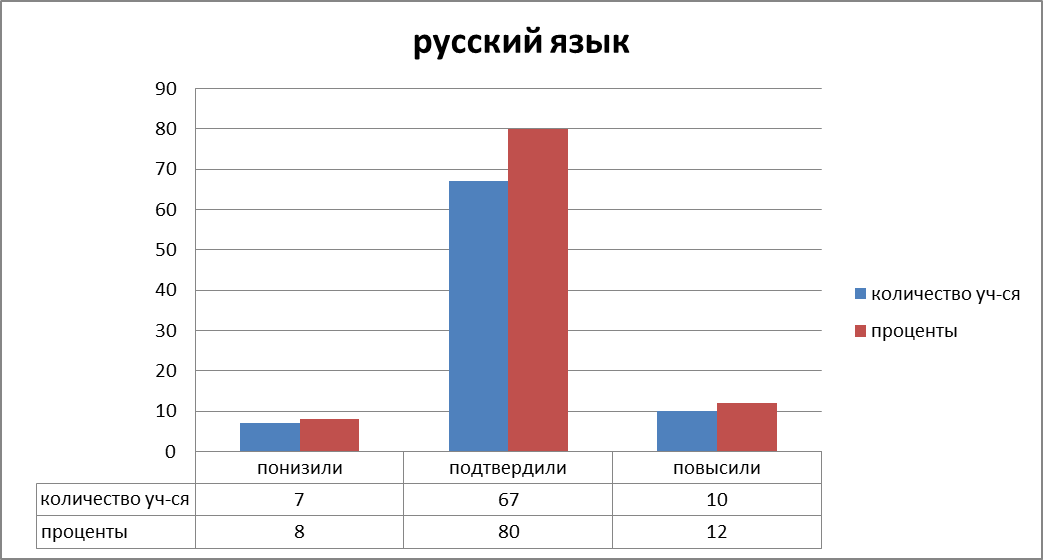 русский язык
90
80
70
60
50
40
30
20
10
0
количество уч-ся
проценты
понизили подтвердили повысили
количество уч-ся 7 67 10
проценты 8 80 12